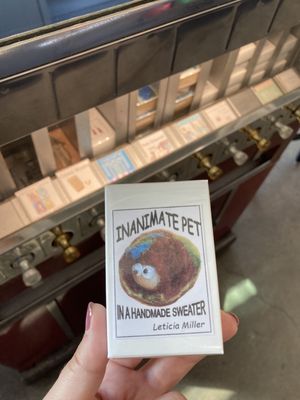 INANIMATE PET
IN A HANDMADE SWEATER
Leticia Miller